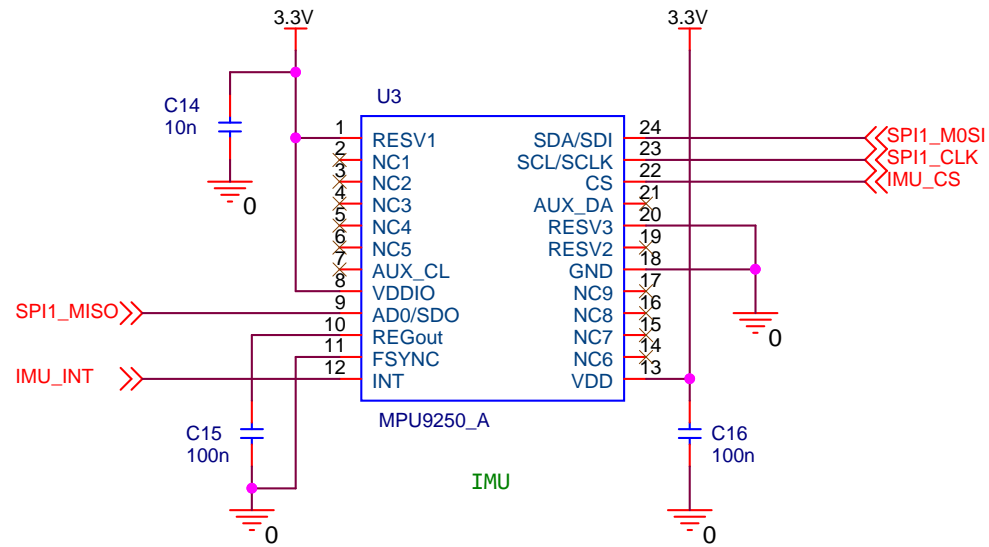 3.3V
3.3V
C14
10n
0
U3
1 RESV1
2 NC1
3 NC2
4 NC3
5 NC4
6 NC5
7 AUX_CL
8 VDDIO
9 AD0/SDO
10 REGout
11 FSYNC
12 INT
SDA/SDI 24
SCL/SCLK 23
CS 22
AUX_DA 21
RESV3 20
RESV2 19
GND 18
NC9 17
NC8 16
NC7 15
NC6 14
VDD 13
SPI1_M0SI
SPI1_CLK
IMU_CS
SPI1_MISO
IMU_INT
0
MPU9250_A
C15
100n
0
IMU
C16
100n
0